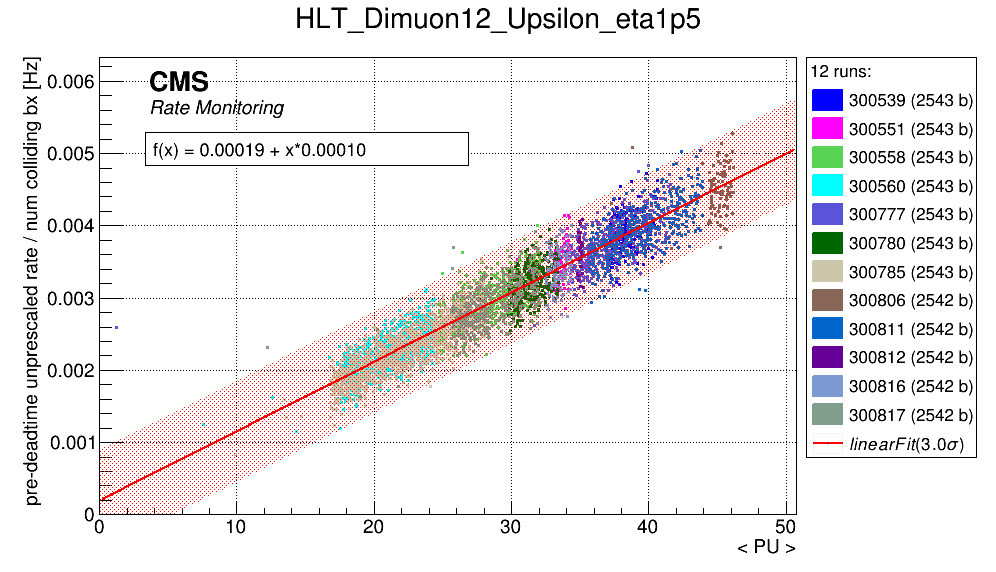 HLT_Dimuon12_Upsilon_eta1p5
pre-deadtime unprescaled rate / num colliding bx [Hz]
0.006
0.005
0.004
0.003
0.002
0.001
0
CMS
Rate Monitoring
f(x) = 0.00019 + x*0.00010
0
10
20
30
40
50
< PU >
12 runs:
300539 (2543 b)
300551 (2543 b)
300558 (2543 b)
300560 (2543 b)
300777 (2543 b)
300780 (2543 b)
300785 (2543 b)
300806 (2542 b)
300811 (2542 b)
300812 (2542 b)
300816 (2542 b)
300817 (2542 b)
linearFit(3.0σ)